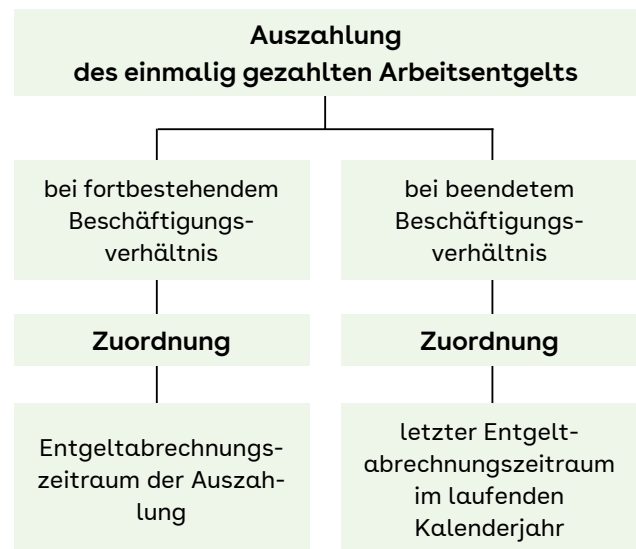 Auszahlung
des einmalig gezahlten Arbeitsentgelts
bei fortbestehendem
Beschäftigungs-
verhältnis
bei beendetem
Beschäftigungs-
verhältnis
Zuordnung
Zuordnung
Entgeltabrechnungs-
zeitraum der Auszah-
lung
letzter Entgelt-
abrechnungszeitraum
im laufenden
Kalenderjahr